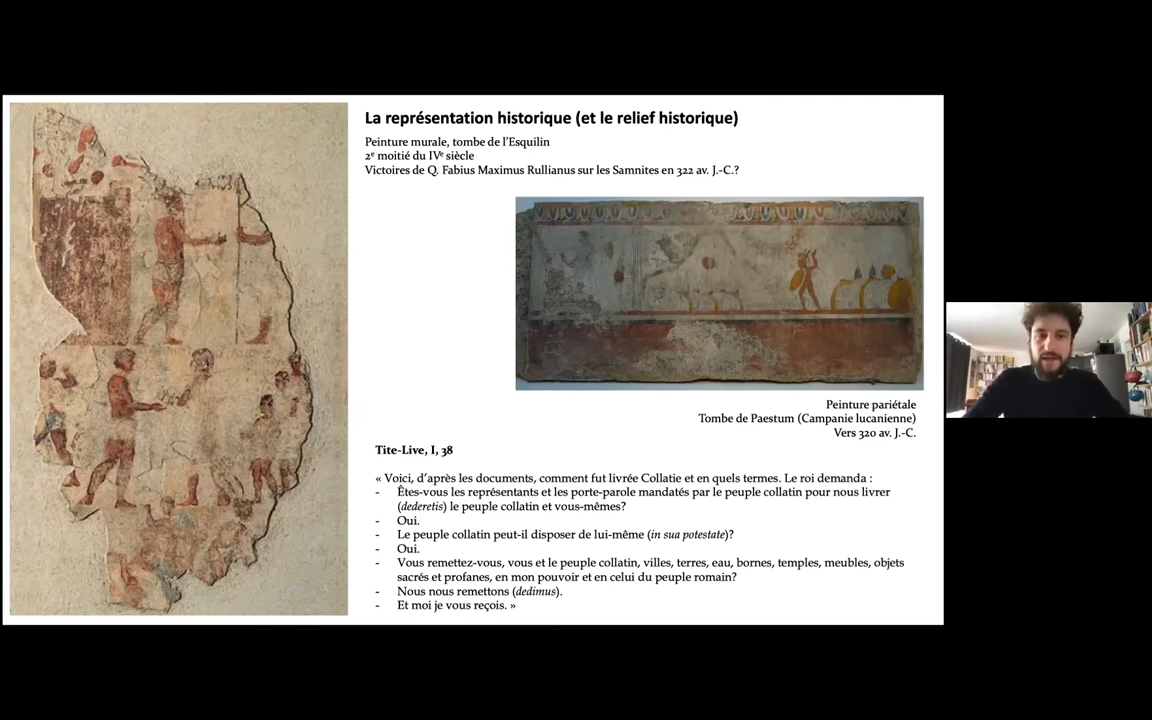 La représentation historique (et le relief historique)
Peinture murale, tombe de l'Esquilin
2e moitié du IVe siècle
Victoires de Q. Fabius Maximus Rullianus sur les Samnites en 322 av. J.-C.?
Peinture pariétale
Tombe de Paestum (Campanie lucanienne)
Vers 320 av. J.-C.
Tite-Live, I, 38
« Voici, d'après les documents, comment fut livrée Collatie et en quels termes. Le roi demanda :
- Êtes-vous les représentants et les porte-parole mandatés par le peuple collatin pour nous livrer
(dederetis) le peuple collatin et vous-mêmes?
- Oui.
- Le peuple collatin peut-il disposer de lui-même (in sua potestate)?
- Oui.
- Vous remettez-vous, vous et le peuple collatin, villes, terres, eau, bornes, temples, meubles, objets
sacrés et profanes, en mon pouvoir et en celui du peuple romain?
- Nous nous remettons (dedimus).
- Et moi je vous reçois. »